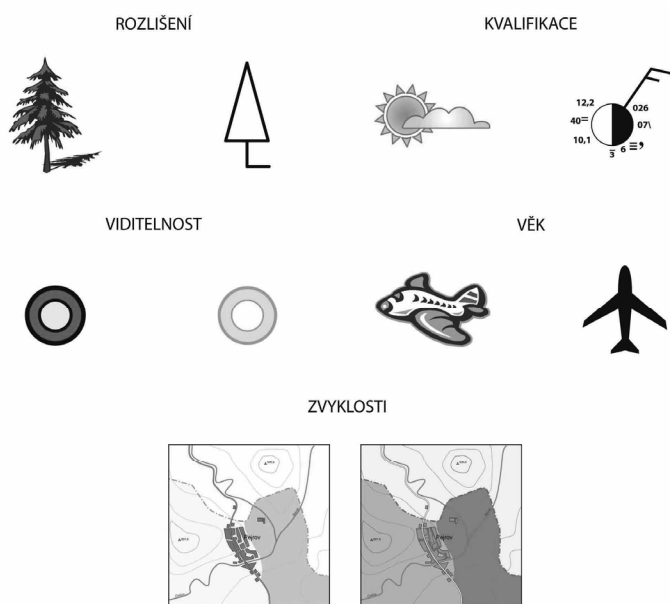 ROZLIŠENÍ
KVALIFIKACE
12,2
026
40=
07\
10,1
3
6
VIDITELNOST
VĚK
ZVYKLOSTI